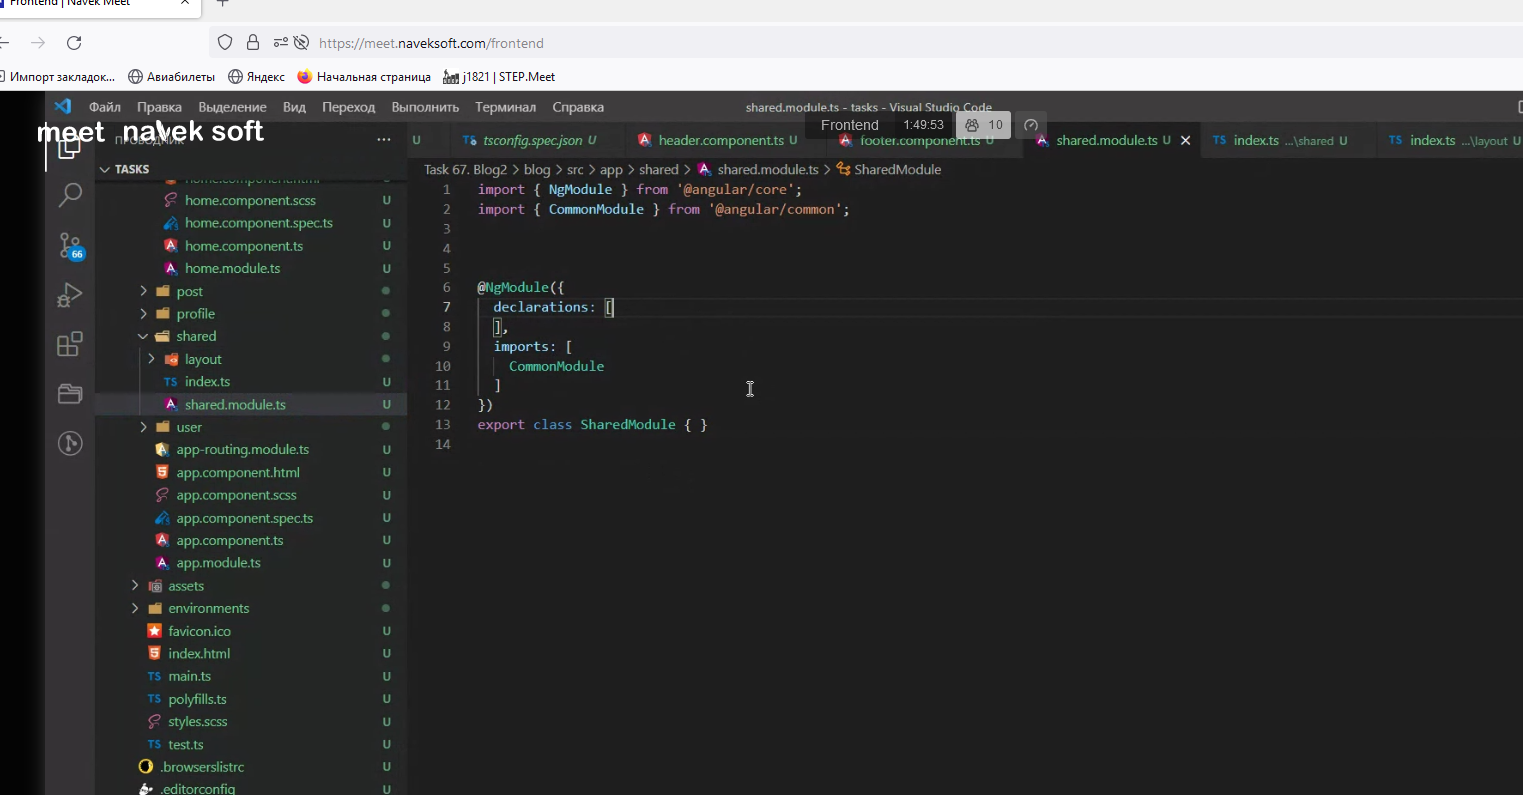 Frontend | Navek Meet
https://meet.naveksoft.com/frontend
Импорт закладок... Авиабилеты Яндекс Начальная страница j1821 | STEP.Meet
Файл Правка Выделение Вид Переход Выполнить Терминал Справка shared.module.ts - tasks - Visual Studio Code
meet navek soft
Frontend 1:49:53 10
ПРОВОДНИК ...
U tsconfig.spec.json U header.component.ts U footer.component.ts U shared.module.ts U index.ts ...\shared U index.ts ...\layout U
TASKS
Task 67. Blog2 > blog > src > app > shared > shared.module.ts > SharedModule
home.component.html
home.component.scss U
home.component.spec.ts U
home.component.ts U
home.module.ts U
post
profile
shared
layout
index.ts U
shared.module.ts U
user
app-routing.module.ts U
app.component.html U
app.component.scss U
app.component.spec.ts U
app.component.ts U
app.module.ts U
assets
environments
favicon.ico U
index.html U
main.ts U
polyfills.ts U
styles.scss U
test.ts U
.browserslistrc U
.editorconfig U
66
1 import { NgModule } from '@angular/core';
2 import { CommonModule } from '@angular/common';
3
4
5
6 @NgModule({
7 declarations: [
8 ],
9 imports: [
10 CommonModule
11 ]
12 })
13 export class SharedModule { }
14